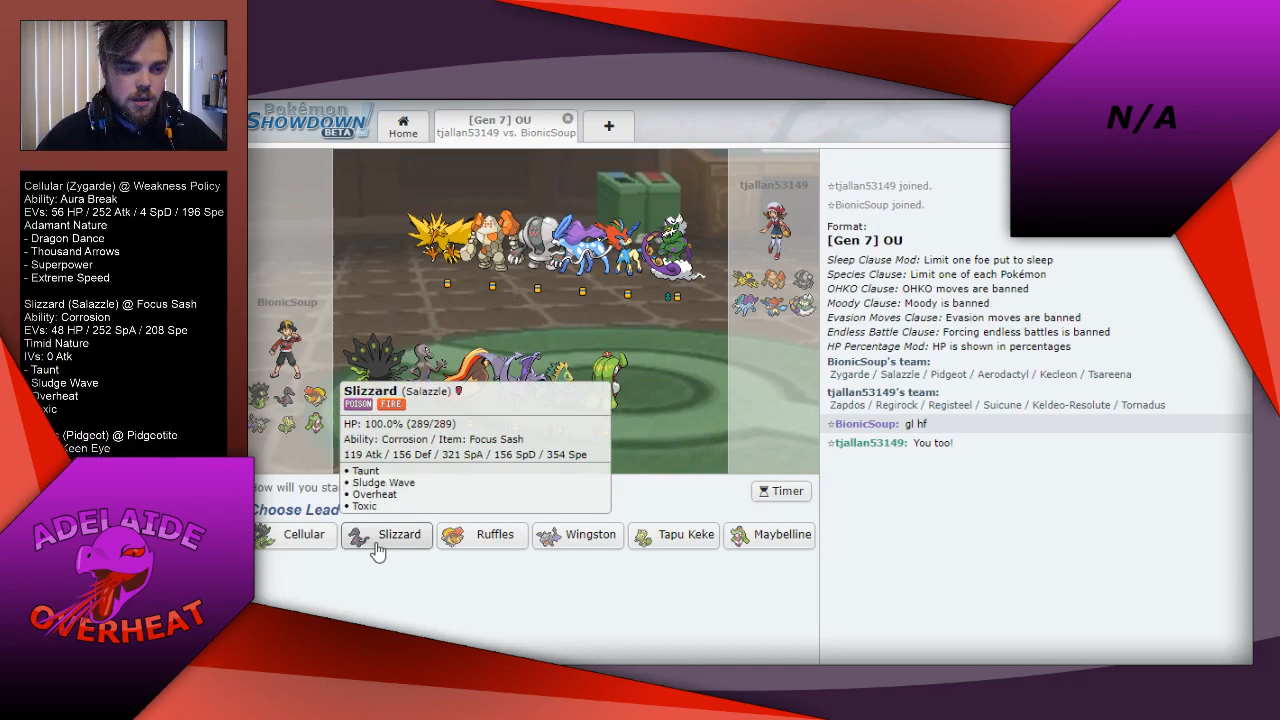 Cellular (Zygarde) @ Weakness Policy
Ability: Aura Break
EVs: 56 HP / 252 Atk / 4 SpD / 196 Spe
Adamant Nature
- Dragon Dance
- Thousand Arrows
- Superpower
- Extreme Speed
Slizzard (Salazzle) @ Focus Sash
Ability: Corrosion
EVs: 48 HP / 252 SpA / 208 Spe
Timid Nature
IVs: 0 Atk
- Taunt
Sludge Wave
Overheat
(Pidgeot) @ Pidgeotite
Keen Eye
ADELAIDE
OVERHEAT
Pokémon
SHOWDOWN!
BETA
Home
[Gen 7] OU
tjallan53149 vs. BionicSoup
+
N/A
tjallan53149
BionicSoup
Slizzard (Salazzle)
POISON FIRE
HP: 100.0% (289/289)
Ability: Corrosion / Item: Focus Sash
119 Atk / 156 Def / 321 SpA / 156 SpD / 354 Spe
• Taunt
• Sludge Wave
• Overheat
• Toxic
How will you sta
Choose Lead
Timer
Cellular
Slizzard
Ruffles
Wingston
Tapu Keke
Maybelline
☆tjallan53149 joined.
☆BionicSoup joined.
Format:
[Gen 7] OU
Sleep Clause Mod: Limit one foe put to sleep
Species Clause: Limit one of each Pokémon
OHKO Clause: OHKO moves are banned
Moody Clause: Moody is banned
Evasion Moves Clause: Evasion moves are banned
Endless Battle Clause: Forcing endless battles is banned
HP Percentage Mod: HP is shown in percentages
BionicSoup's team:
Zygarde / Salazzle / Pidgeot / Aerodactyl / Kecleon / Tsareena
tjallan53149's team:
Zapdos / Regirock / Registeel / Suicune / Keldeo-Resolute / Tornadus
☆BionicSoup: gl hf
☆tjallan53149: You too!